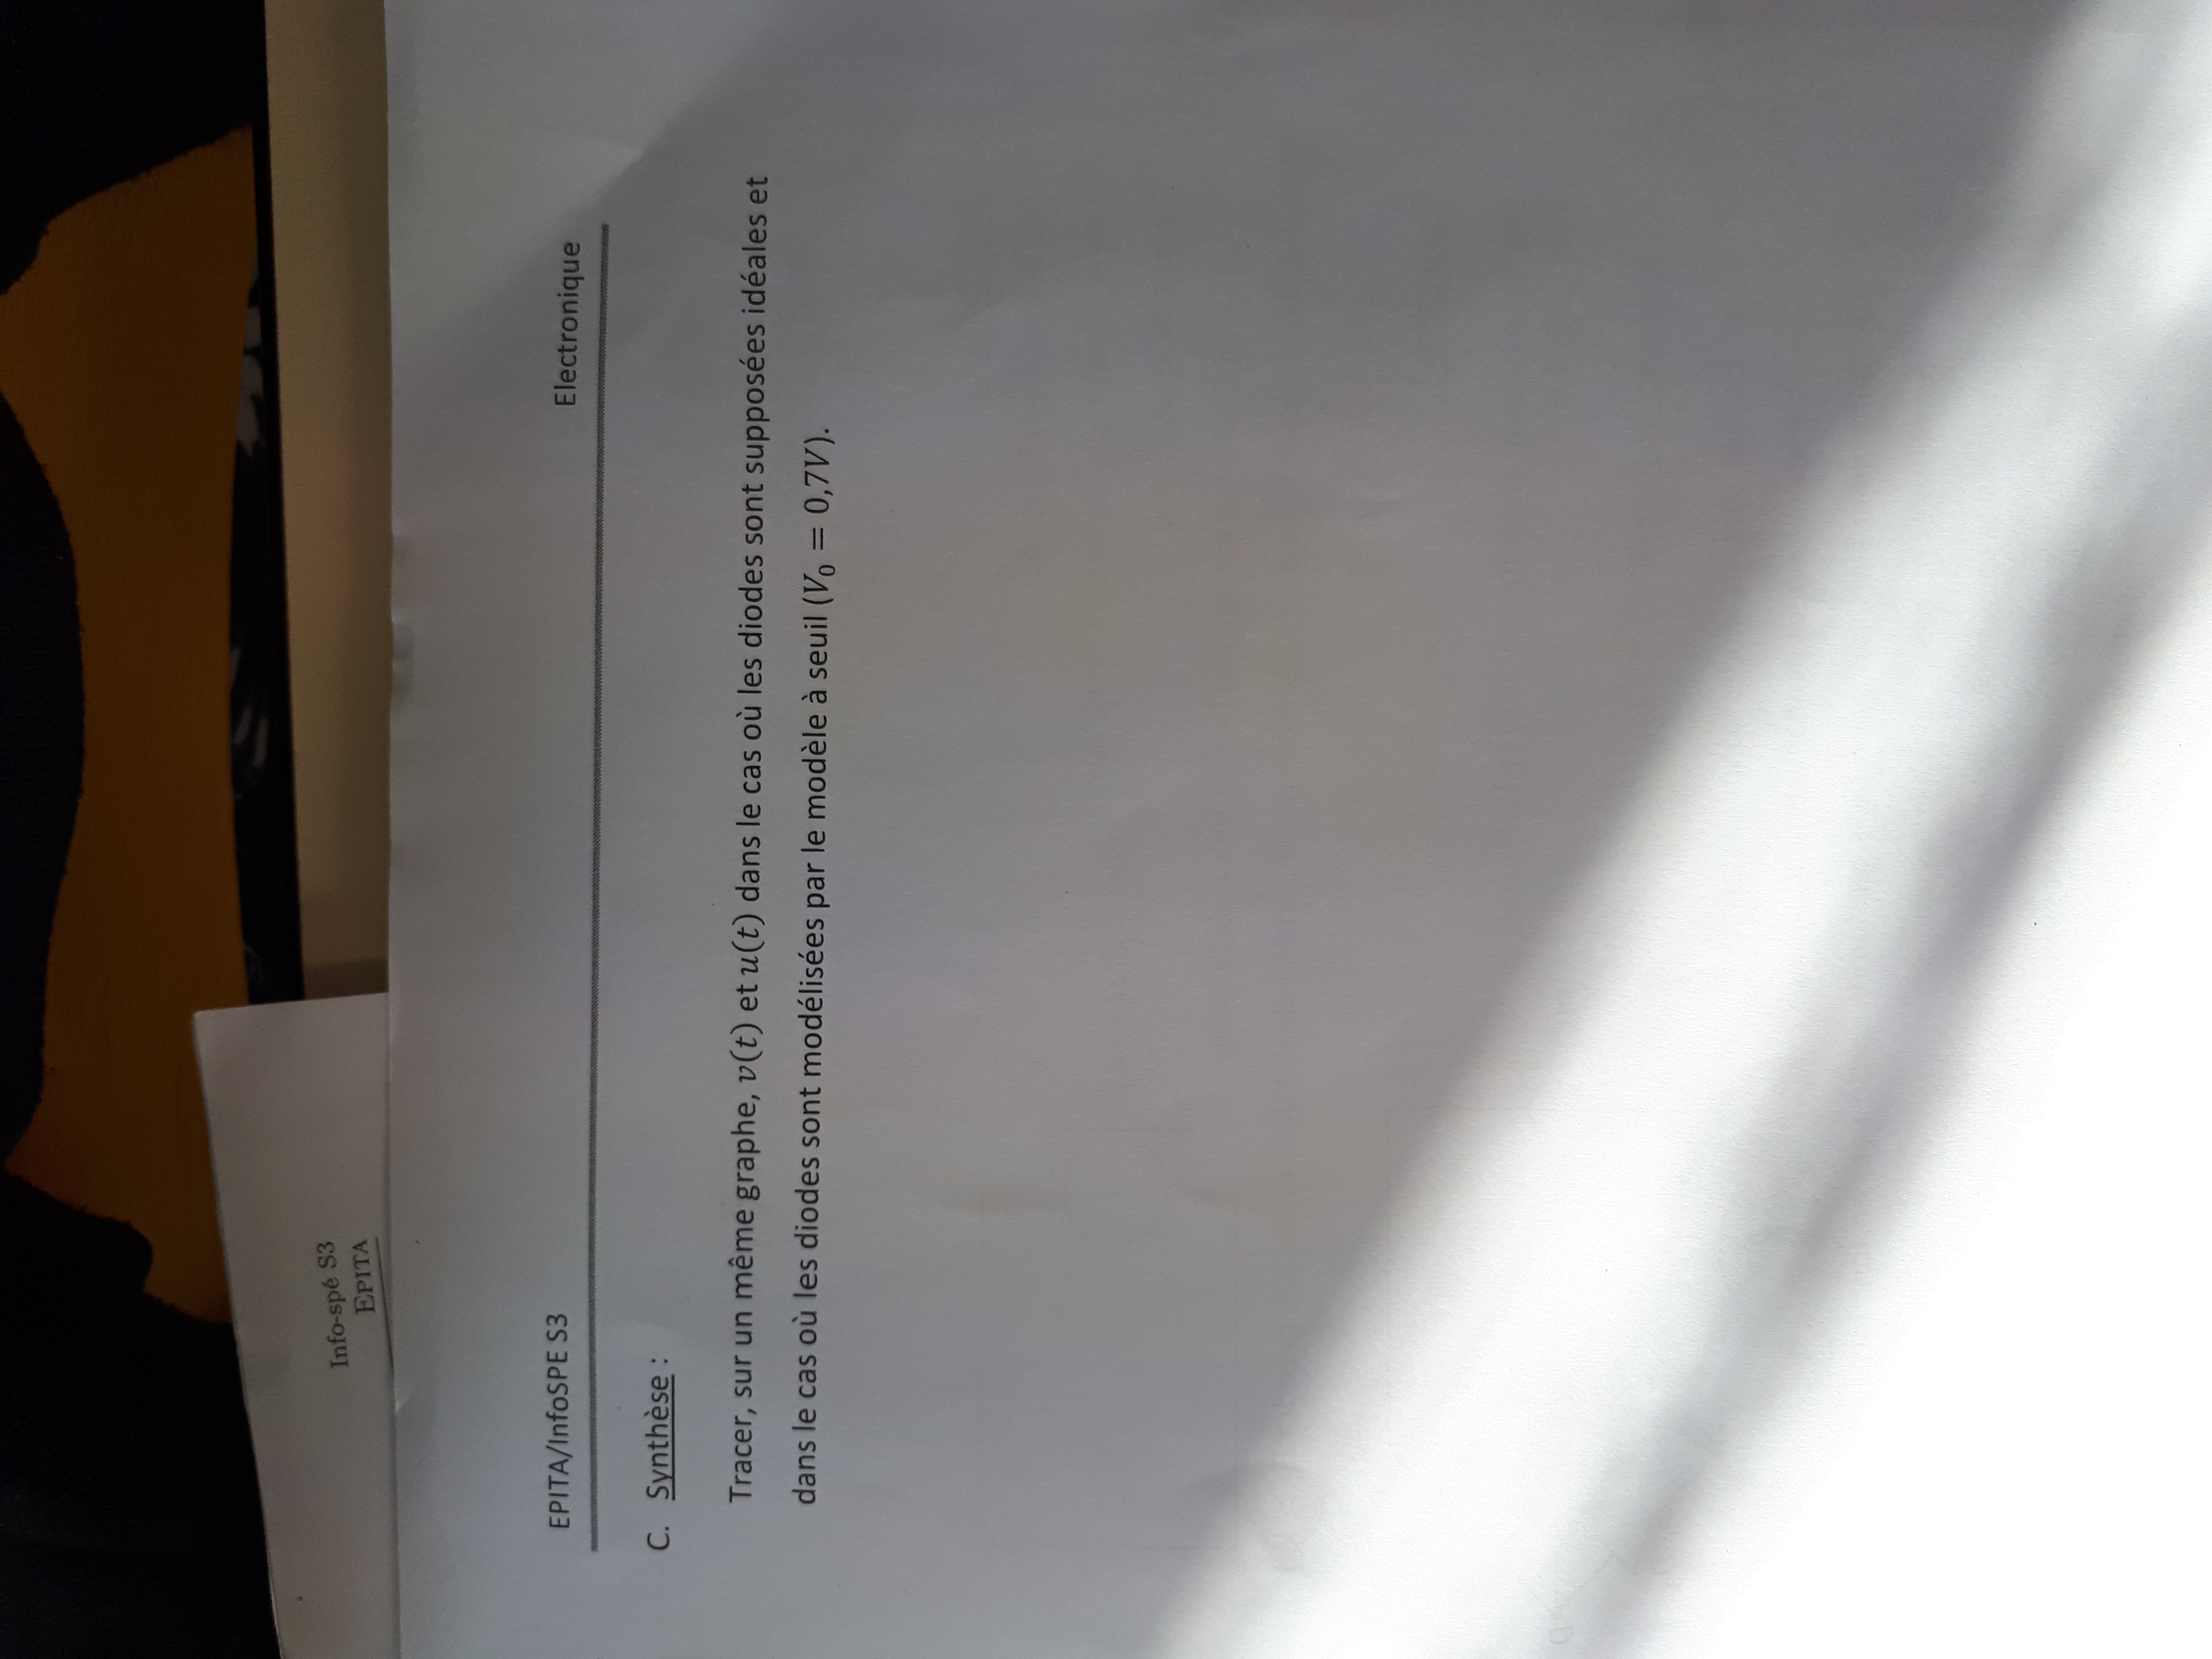 Info-spé S3
EPITA
EPITA/InfoSPE S3 Electronique
C. Synthèse :
Tracer, sur un même graphe, v(t) et u(t) dans le cas où les diodes sont supposées idéales et
dans le cas où les diodes sont modélisées par le modèle à seuil (V₀ = 0,7V).